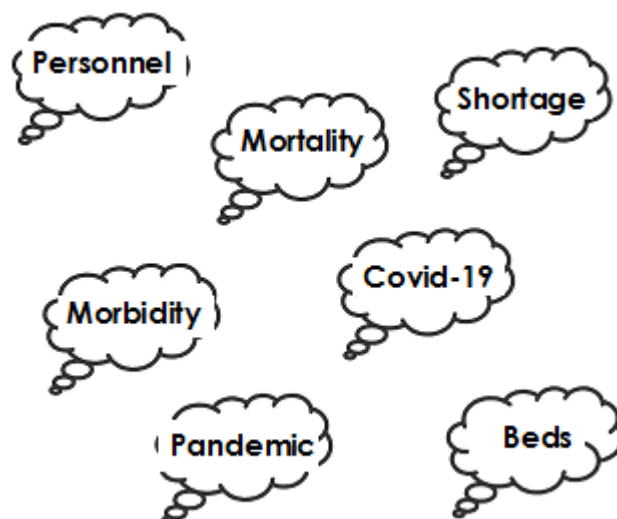 Personnel
Shortage
Mortality
Covid-19
Morbidity
Pandemic
Beds